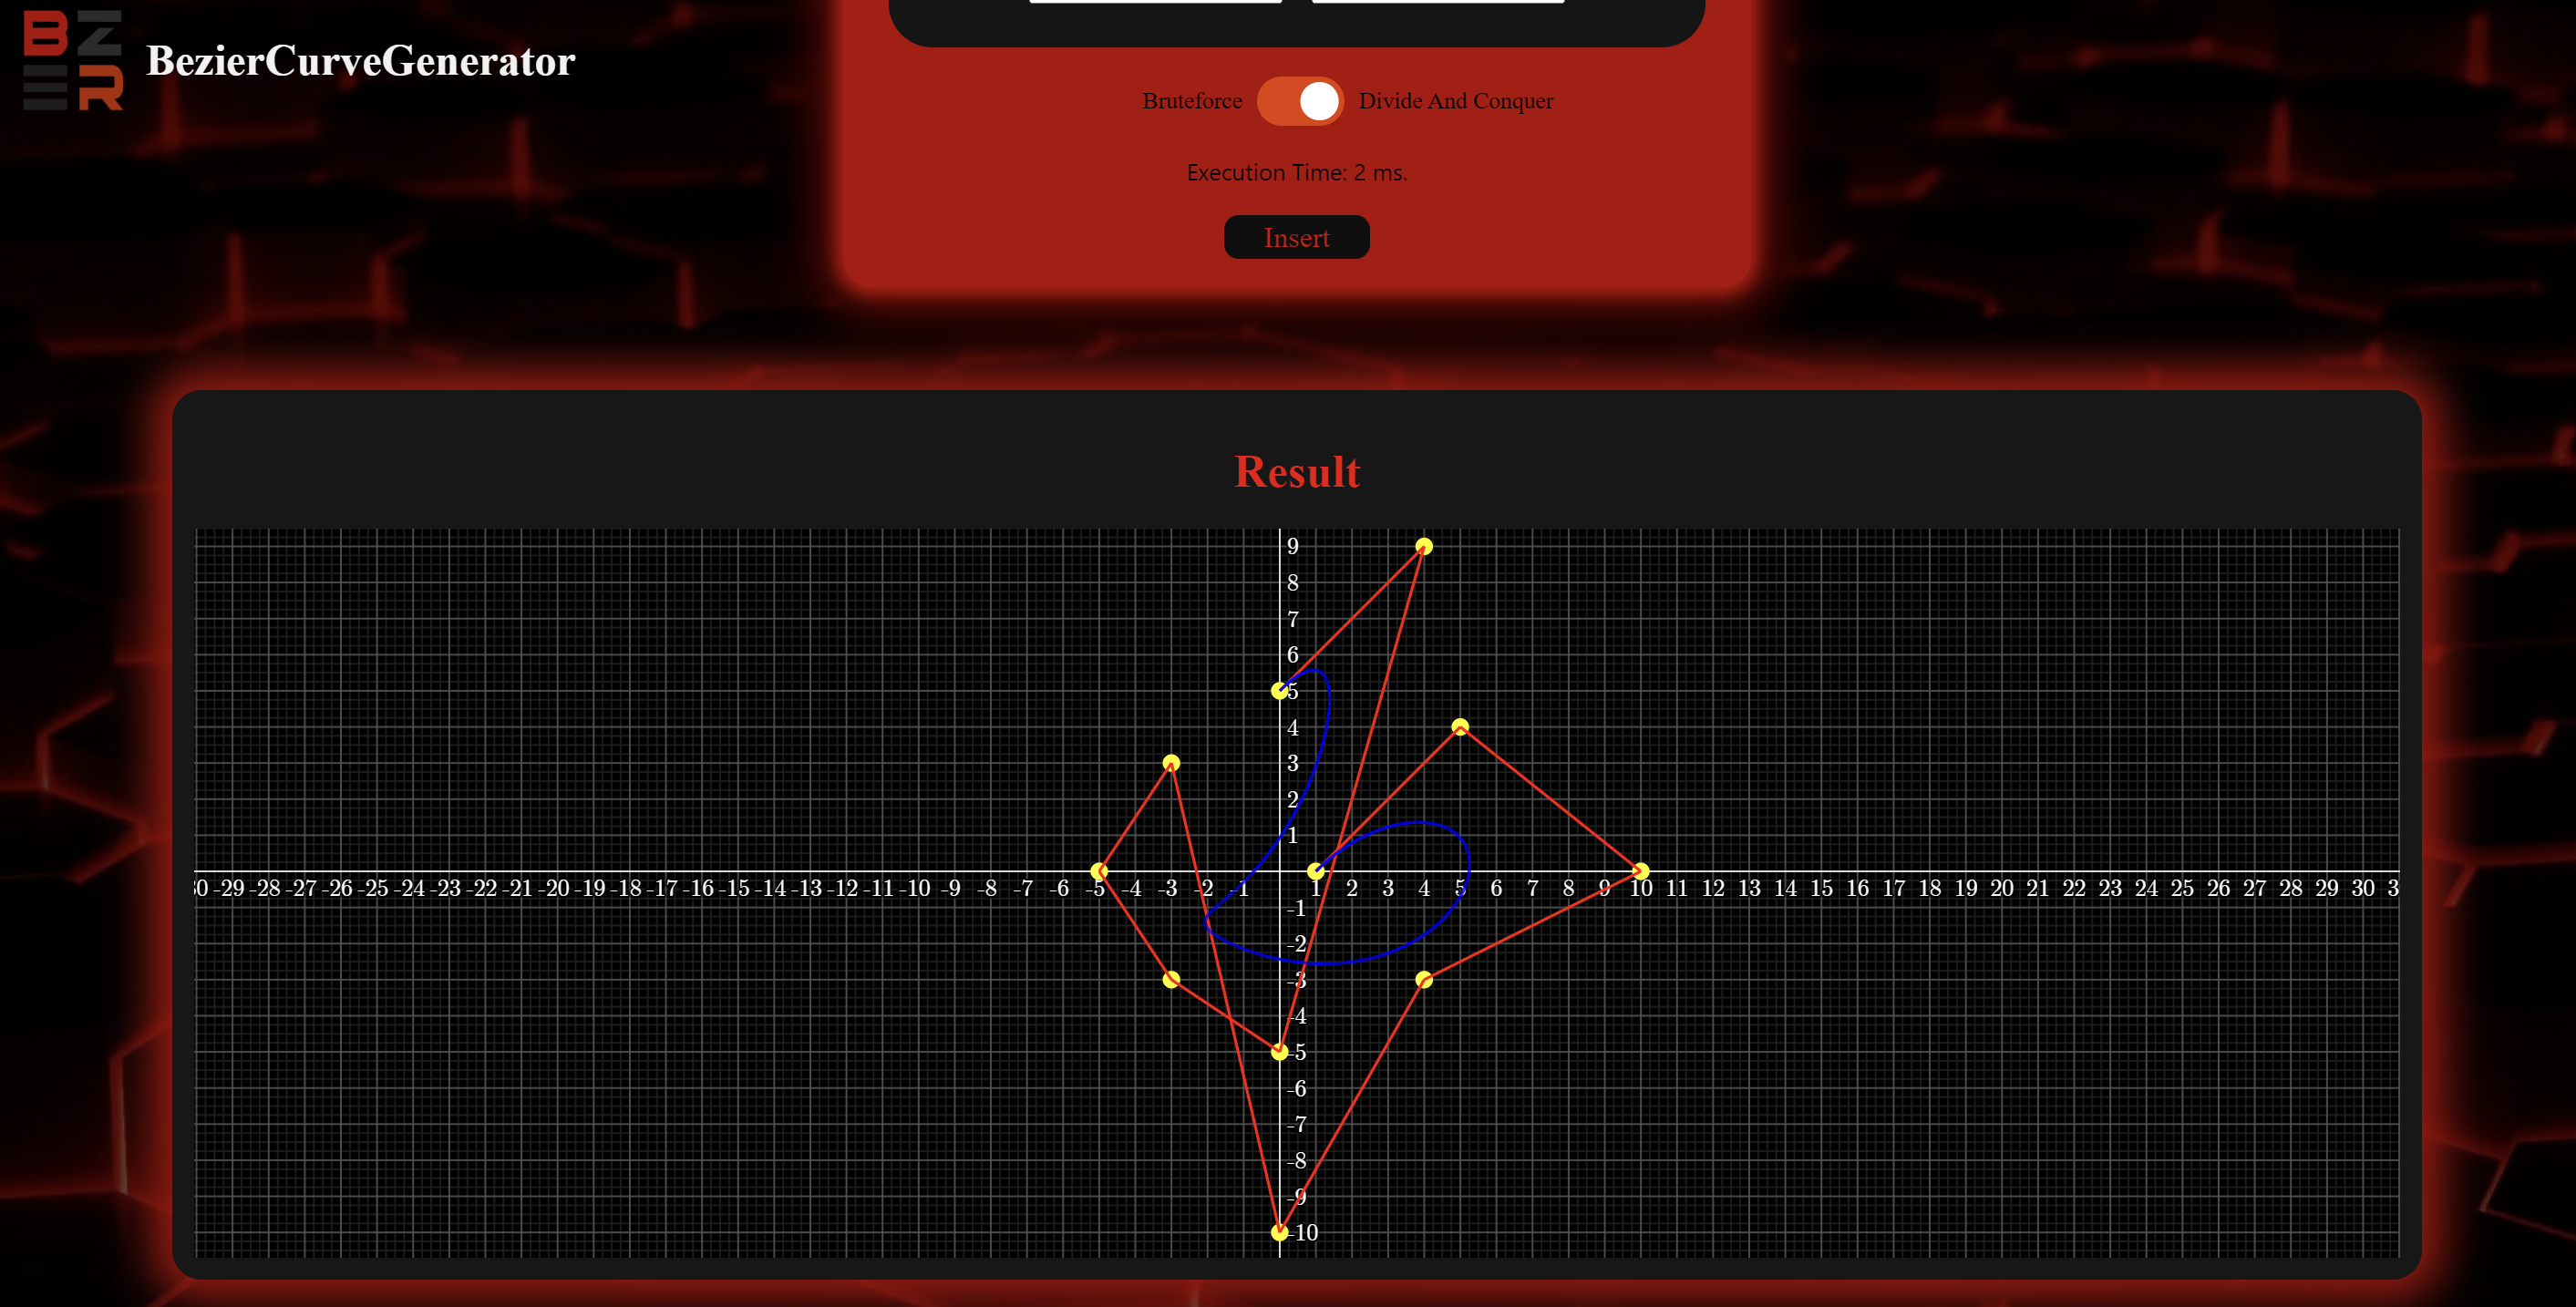 BZ
ER
BezierCurveGenerator
Bruteforce Divide And Conquer
Execution Time: 2 ms.
Insert
Result
9
8
7
6
5
4
3
2
1
-29 -28 -27 -26 -25 -24 -23 -22 -21 -20 -19 -18 -17 -16 -15 -14 -13 -12 -11 -10 -9 -8 -7 -6 -5 -4 -3 -2 -1 1 2 3 4 5 6 7 8 9 10 11 12 13 14 15 16 17 18 19 20 21 22 23 24 25 26 27 28 29 30
-1
-2
-3
-4
-5
-6
-7
-8
-9
-10